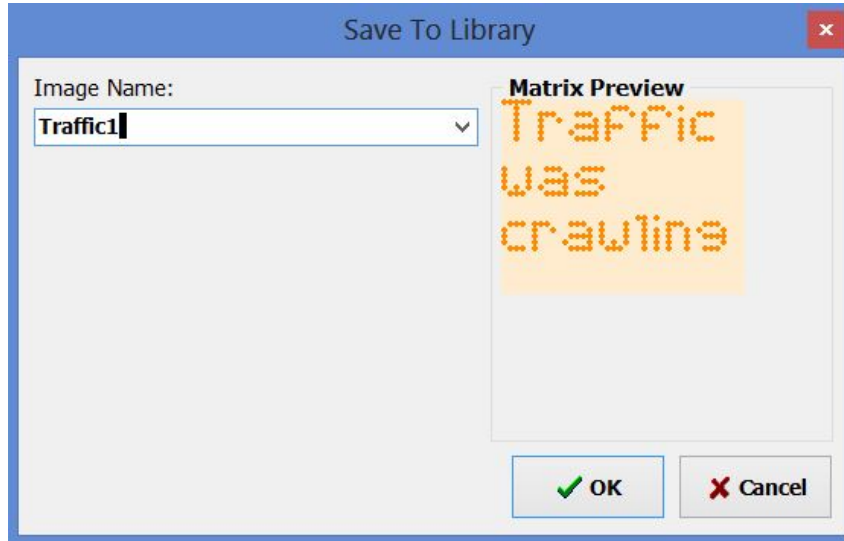 Save To Library
Image Name:
Traffic1
Matrix Preview
Traffic
was
crawling
OK
Cancel